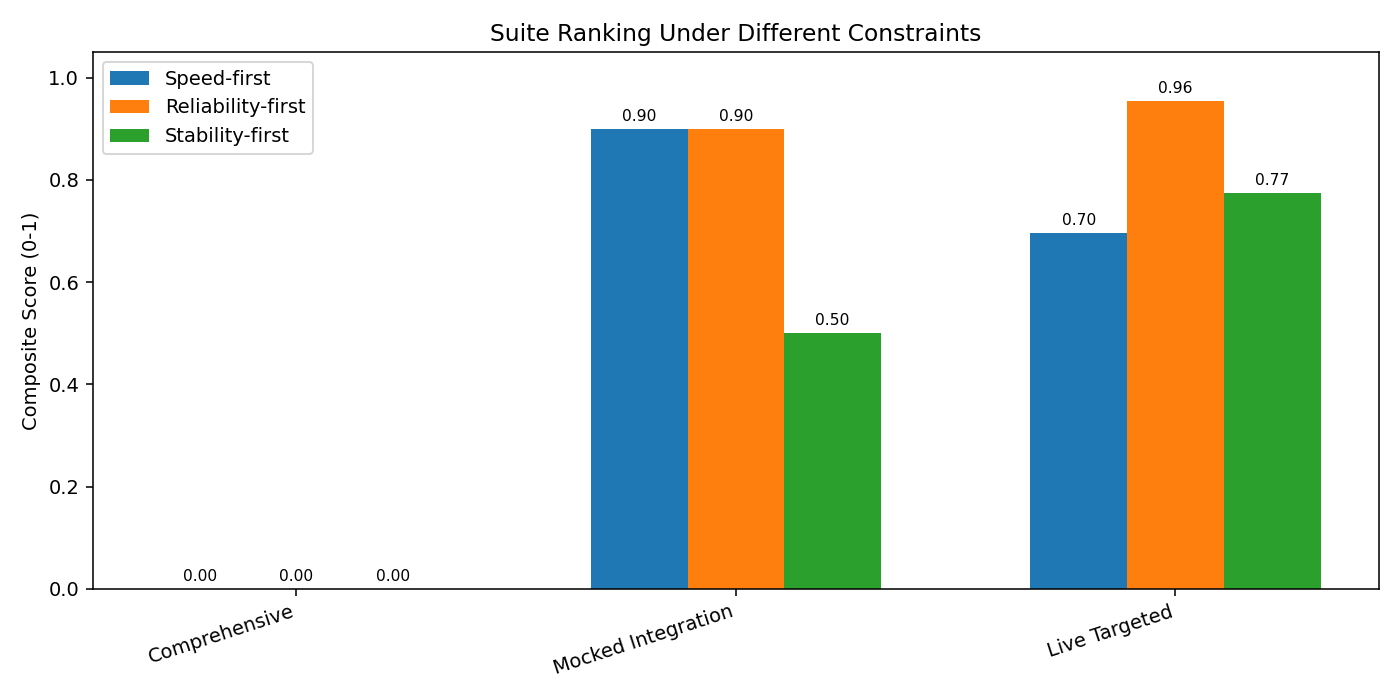 Suite Ranking Under Different Constraints
Speed-first
Reliability-first
Stability-first
Composite Score (0-1)
1.0
0.8
0.6
0.4
0.2
0.0
0.00 0.00 0.00
0.90 0.90 0.50
0.70 0.96 0.77
Comprehensive
Mocked Integration
Live Targeted